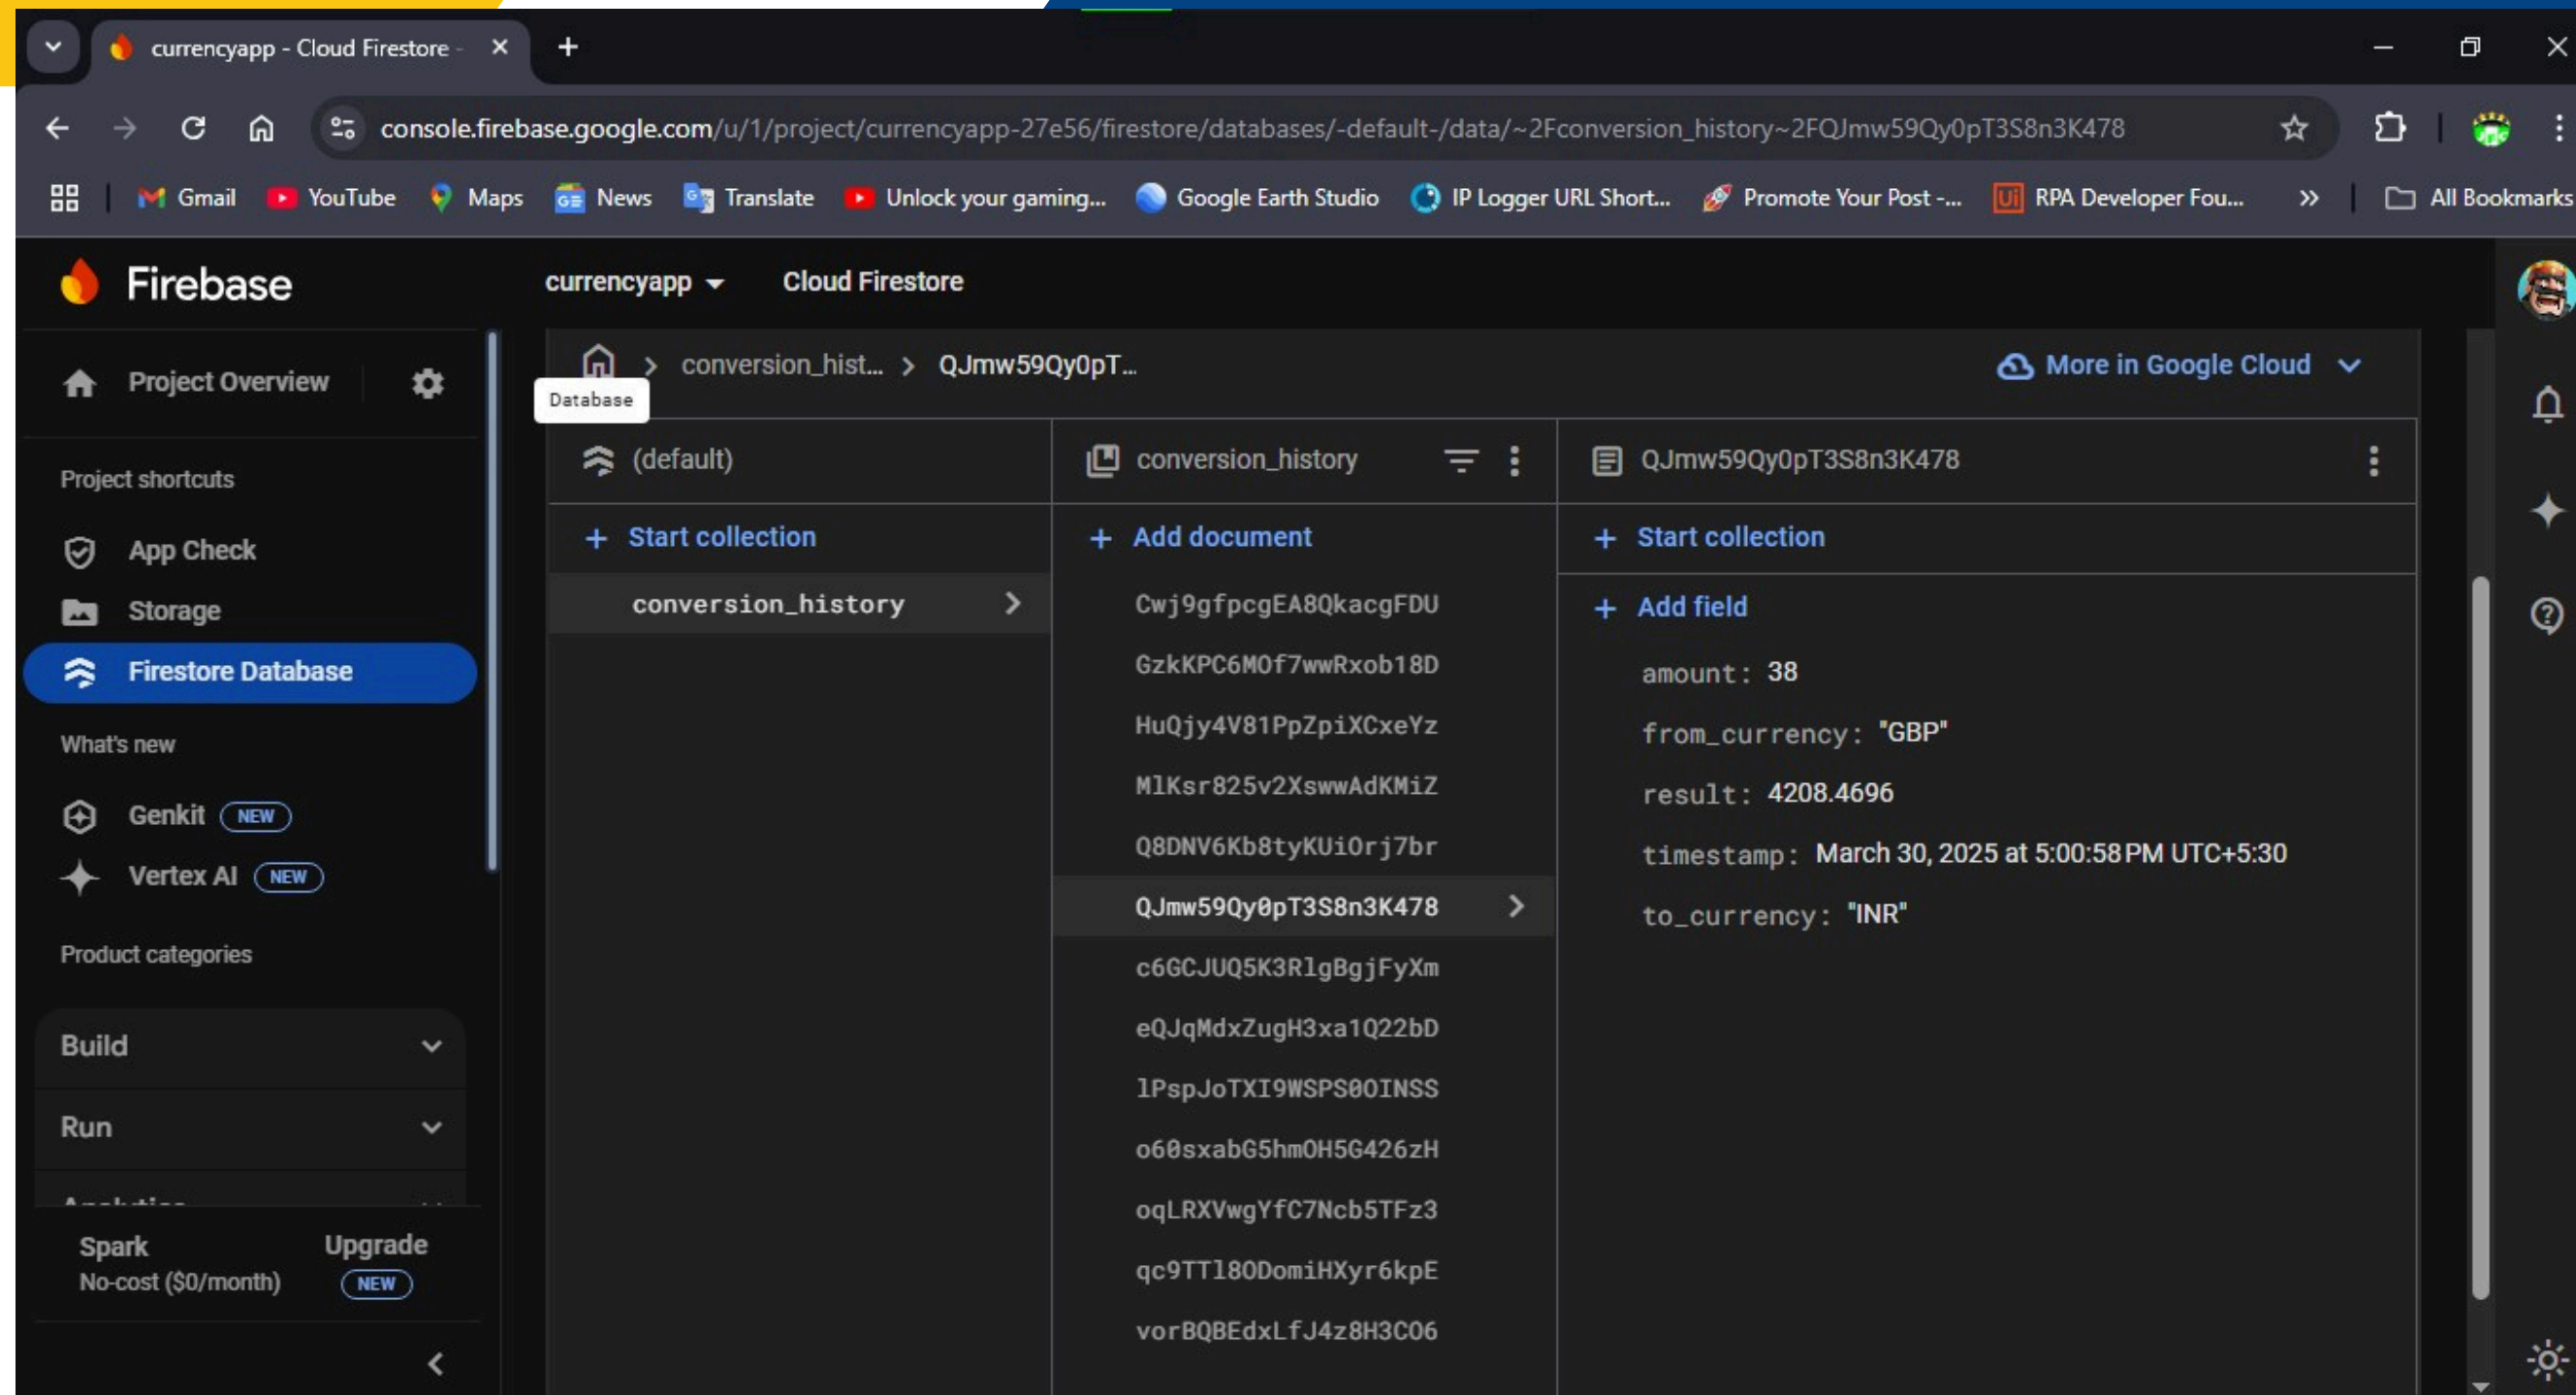 currencyapp - Cloud Firestore -
console.firebase.google.com/u/1/project/currencyapp-27e56/firestore/databases/-default-/data/~2Fconversion_history~2FQJmw59Qy0pT3S8n3K478
Gmail YouTube Maps News Translate Unlock your gaming... Google Earth Studio IP Logger URL Short... Promote Your Post -... RPA Developer Fou... All Bookmarks
Firebase
currencyapp Cloud Firestore
Project Overview
conversion_hist... QJmw59Qy0pT...
More in Google Cloud
Database
Project shortcuts
App Check
Storage
Firestore Database
What's new
Genkit NEW
Vertex AI NEW
Product categories
Build
Run
Analytics
Spark
No-cost ($0/month)
Upgrade
NEW
(default)
+ Start collection
conversion_history
conversion_history
+ Add document
Cwj9gfpcgEA8QkacgFDU
GzkKPC6MOf7wwRxob18D
HuQjy4V81PpZpiXCxeYz
MlKsr825v2XswwAdKMiZ
Q8DNV6Kb8tyKUiOrj7br
QJmw59Qy0pT3S8n3K478
c6GCJUQ5K3RlgBgjFyXm
eQJqMdxZugH3xa1Q22bD
lPspJoTXI9WSPS0OINSS
o60sxabG5hmOH5G426zH
oqLRXVwgYfC7Ncb5TFz3
qc9TTl8ODomiHXyr6kpE
vorBQBEdxLfJ4z8H3CO6
QJmw59Qy0pT3S8n3K478
+ Start collection
+ Add field
amount: 38
from_currency: "GBP"
result: 4208.4696
timestamp: March 30, 2025 at 5:00:58 PM UTC+5:30
to_currency: "INR"